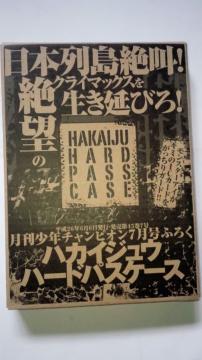 日本列島絶叫!
絶望の
クライマックスを
生き延びろ!
HAKAIJU
HARD
PASS
CASE
月刊少年チャンピオン7月号ふろく
ハカイジュウ
ハードパスケース